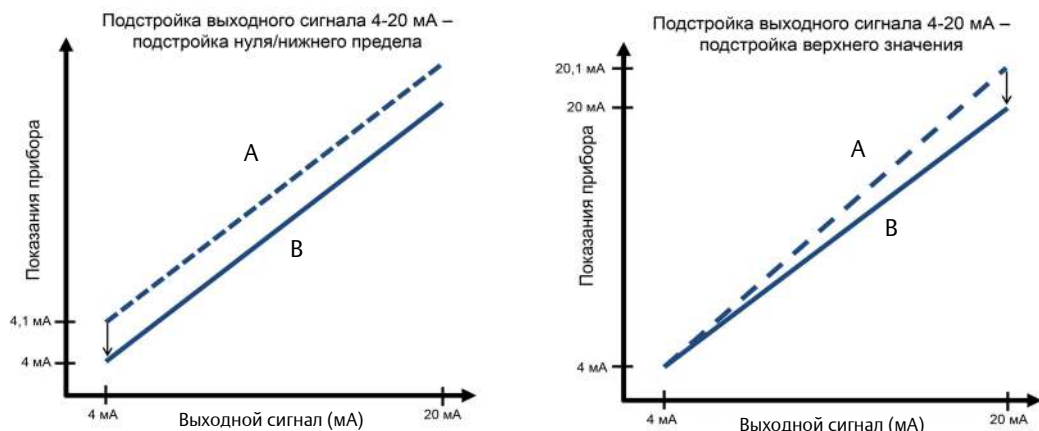 Подстройка выходного сигнала 4-20 мА –
подстройка нуля/нижнего предела
Показания прибора
A
B
4,1 мА
4 мА
4 мА
20 мА
Выходной сигнал (мА)
Подстройка выходного сигнала 4-20 мА –
подстройка верхнего значения
20,1 мА
20 мА
Показания прибора
A
B
4 мА
4 мА
20 мА
Выходной сигнал (мА)